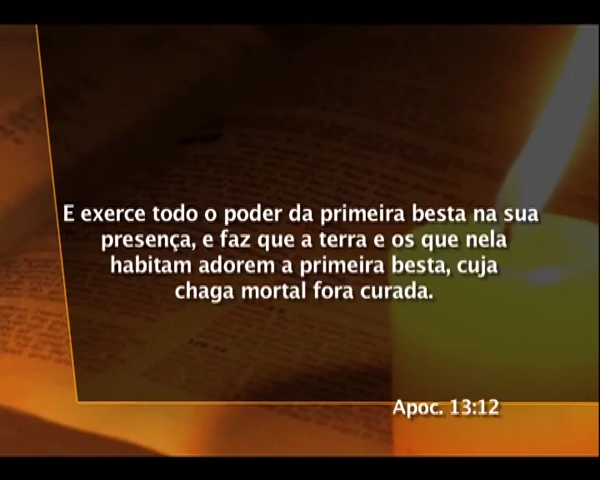 E exerce todo o poder da primeira besta na sua
presença, e faz que a terra e os que nela
habitam adorem a primeira besta, cuja
chaga mortal fora curada.
Apoc. 13:12